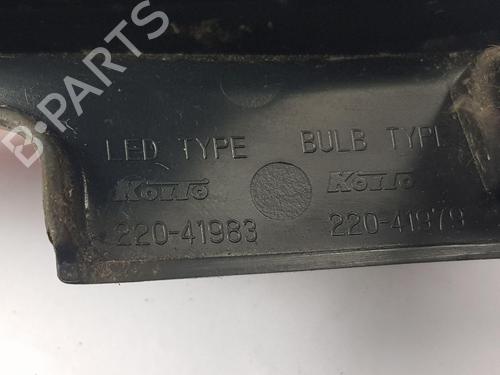 B-PARTS
LED TYPE BULB TYPE
KOITO KOITO
220-41983 220-41979